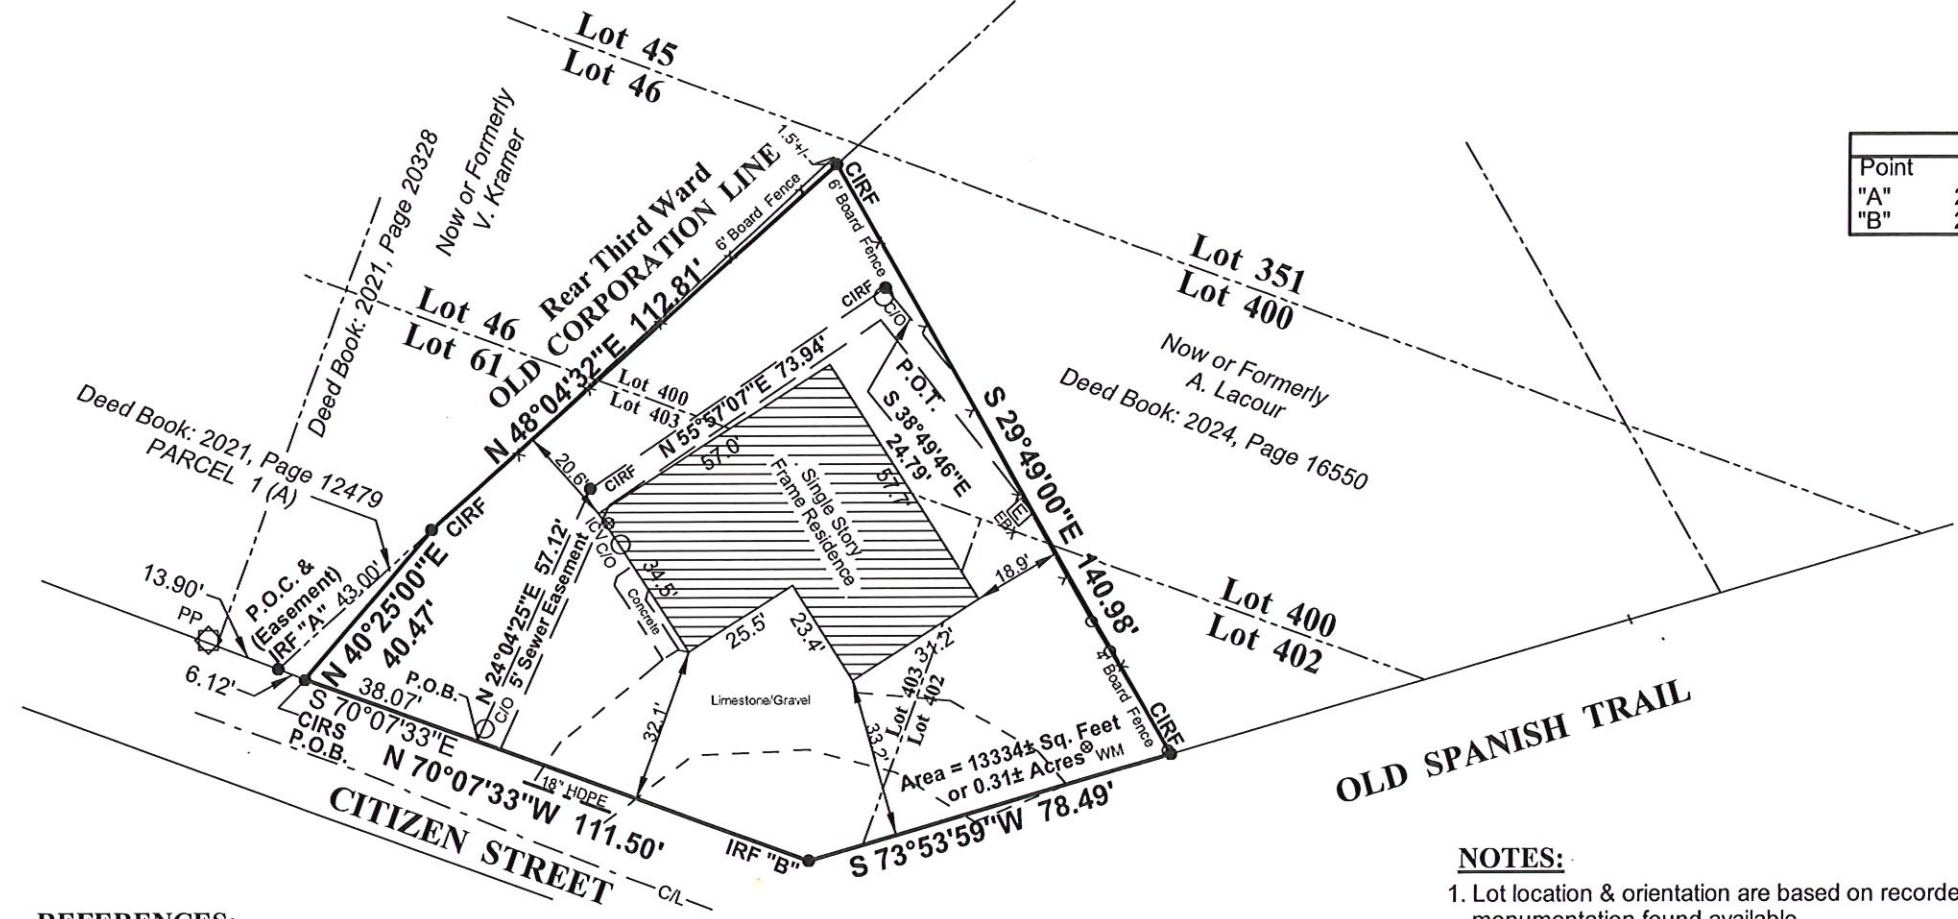 Lot 45
Lot 46
Deed Book: 2021, Page 20328
Now or Formerly
V. Kramer
Rear Third Ward
OLD CORPORATION LINE
1.5'+/-
6' Board Fence
CIRF
6' Board Fence
N 48°04'32"E 112.81'
Lot 46
Lot 61
Lot 400
Lot 403
Lot 351
Lot 400
Point
"A"
"B"
Now or Formerly
A. Lacour
Deed Book: 2024, Page 16550
CIRF
C/O
P.O.T.
S 38°49'46"E
24.79'
S 29°49'00"E 140.98'
N 55°57'07"E 73.94'
57.0'
57.7'
Single Story
Frame Residence
20.6'
CIRF
Deed Book: 2021, Page 12479
PARCEL 1 (A)
CIRF
13.90'
PP
P.O.C. &
(Easement)
IRF "A" 43.00'
N 40°25'00"E
40.47'
6.12'
ICV C/O
34.5'
Concrete
N 24°04'25"E 57.12'
C/O 5' Sewer Easement
P.O.B.
38.07'
S 70°07'33"E
CIRS
P.O.B.
25.5'
23.4'
31.2'
18.9'
E
EBX
Lot 400
Lot 402
Limestone/Gravel
32.1'
33.2'
Lot 403
Lot 402
4' Board Fence
CIRF
Area = 13334± Sq. Feet
or 0.31± Acres
WM
18" HDPE
N 70°07'33"W 111.50'
CITIZEN STREET
C/L
IRF "B"
S 73°53'59"W 78.49'
OLD SPANISH TRAIL
NOTES:
1. Lot location & orientation are based on recorde
monumentation found available
REFERENCES: